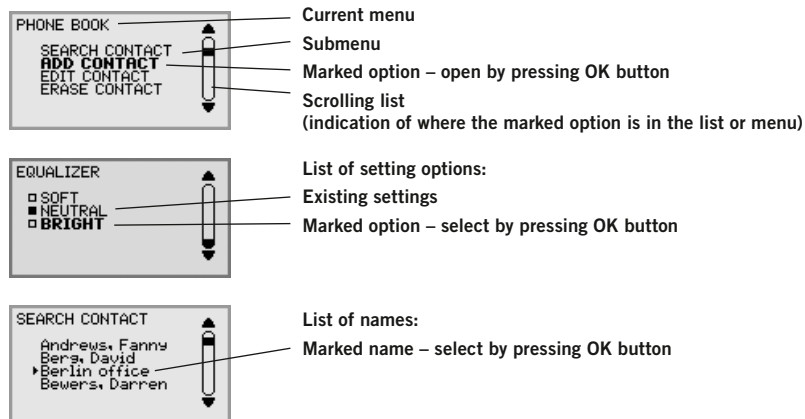 PHONE BOOK
SEARCH CONTACT
ADD CONTACT
EDIT CONTACT
ERASE CONTACT
Current menu
Submenu
Marked option – open by pressing OK button
Scrolling list
(indication of where the marked option is in the list or menu)
EQUALIZER
SOFT
NEUTRAL
BRIGHT
List of setting options:
Existing settings
Marked option – select by pressing OK button
SEARCH CONTACT
Andrews, Fanny
Berg, David
Berlin office
Bewers, Darren
List of names:
Marked name – select by pressing OK button